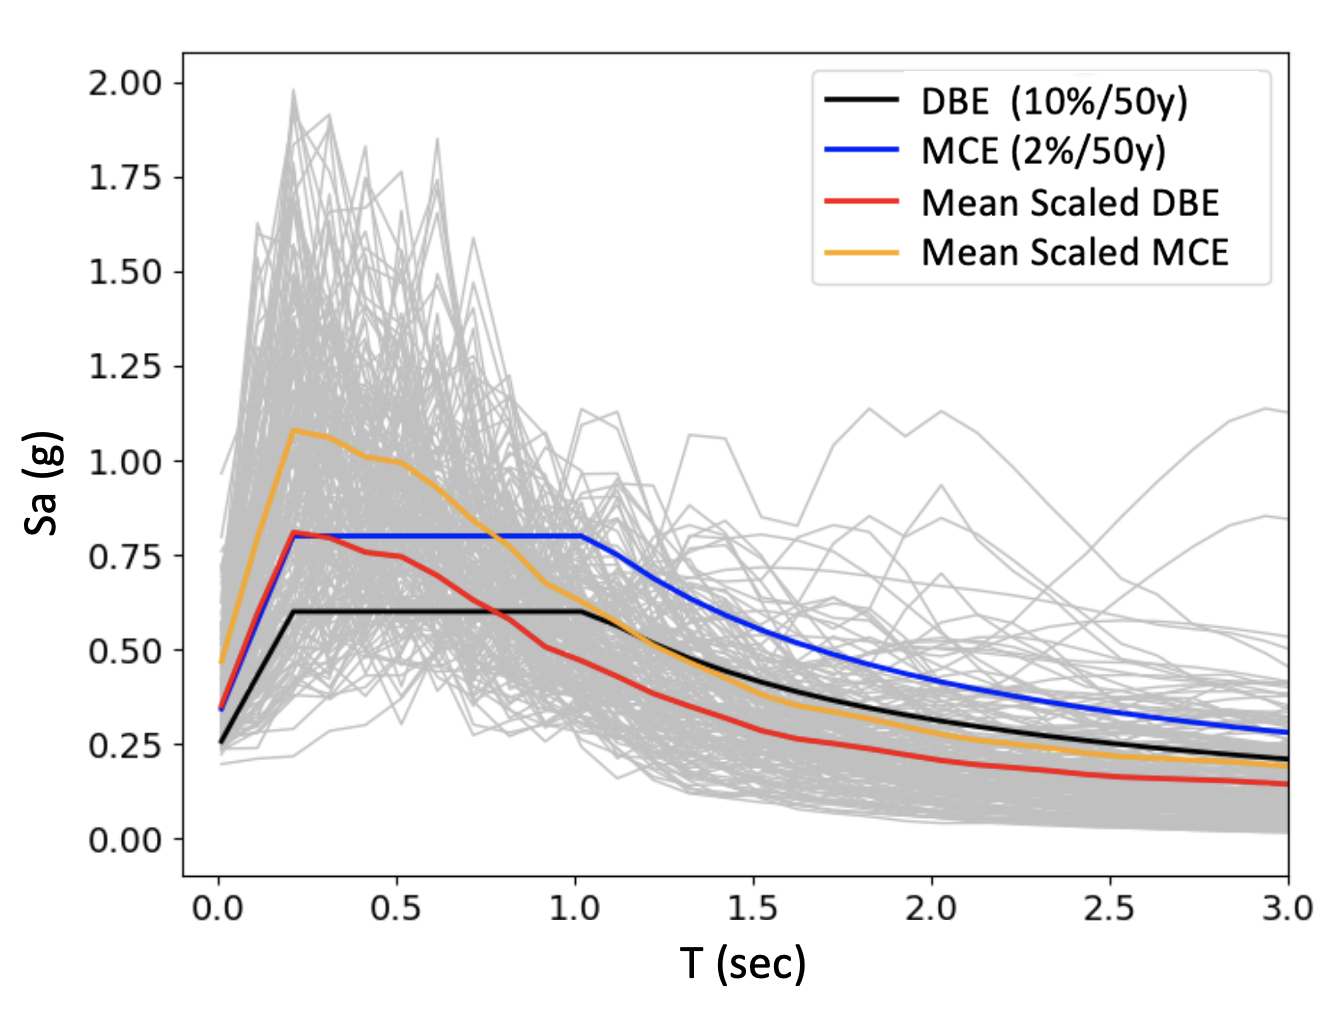 2.00
1.75
1.50
1.25
1.00
0.75
0.50
0.25
0.00
Sa (g)
DBE (10%/50y)
MCE (2%/50y)
Mean Scaled DBE
Mean Scaled MCE
0.0 0.5 1.0 1.5 2.0 2.5 3.0
T (sec)